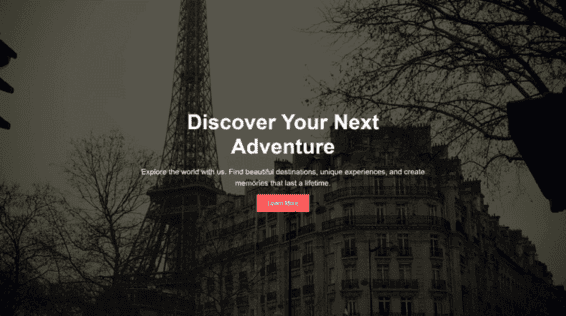 Discover Your Next
Adventure
Explore the world with us. Find beautiful destinations, unique experiences, and create
memories that last a lifetime.
Learn More